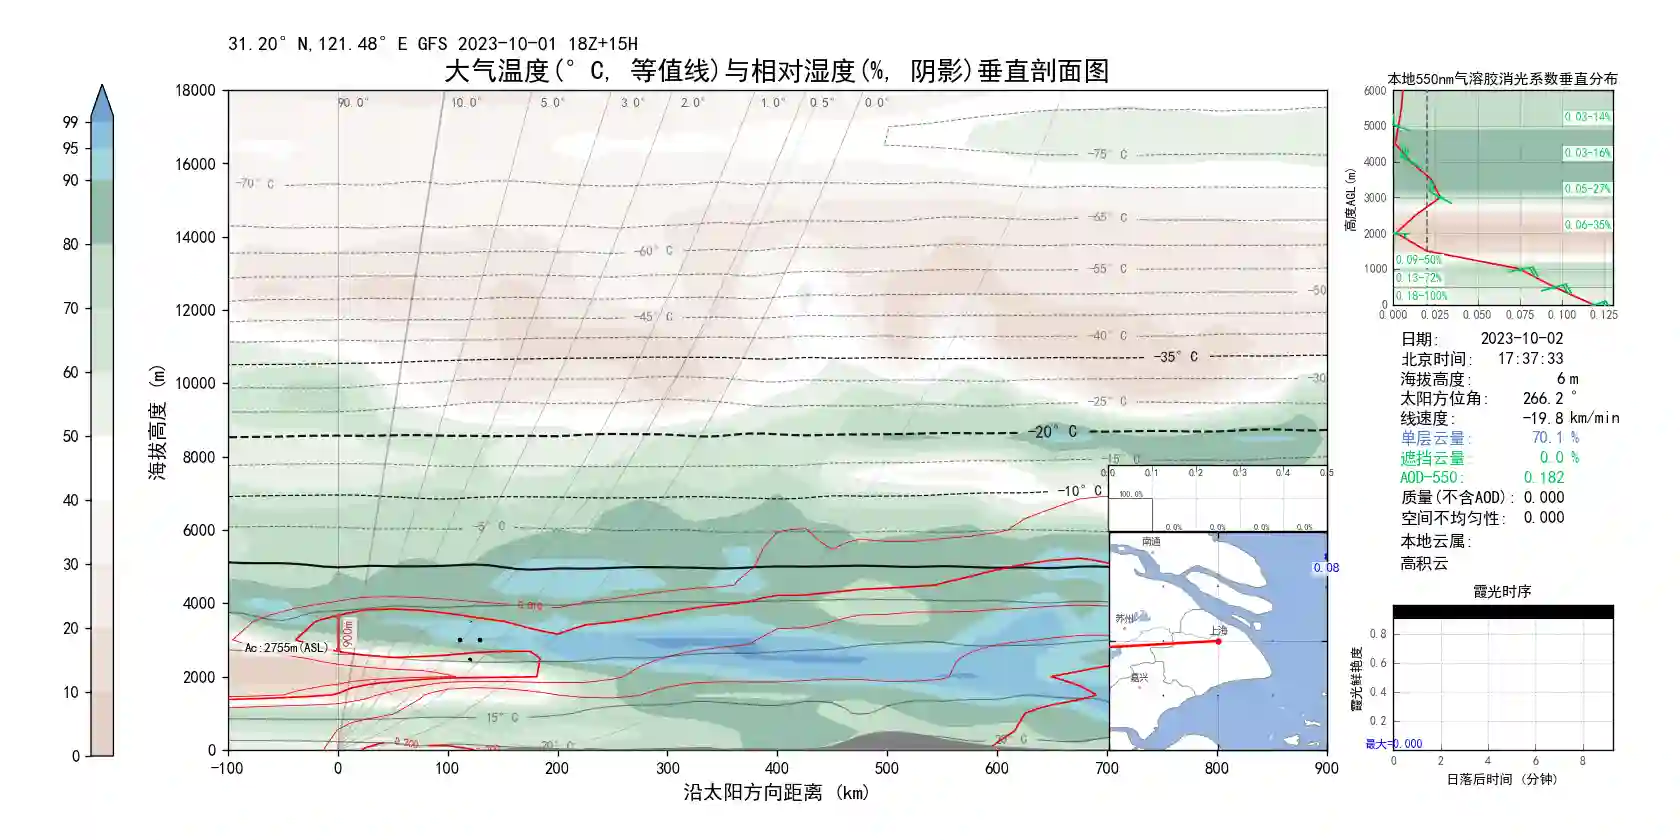 31.20°N,121.48°E GFS 2023-10-01 18Z+15H
大气温度(°C, 等值线)与相对湿度(%, 阴影)垂直剖面图
99
95
90
80
70
60
50
40
30
20
10
0
海拔高度 (m)
18000
16000
14000
12000
10000
8000
6000
4000
2000
0
90.0°
10.0°
5.0°
3.0°
2.0°
1.0°
0.5°
0.0°
-75°C
-70°C
-65°C
-60°C
-55°C
-50
-45°C
-40°C
-35°C
-30
-25°C
-20°C
-15°C
-10°C
-5°C
15°C
20°C
20°C
0.010
0.200
0.200
900m
Ac:2755m(ASL)
-100
0
100
200
300
400
500
600
700
800
900
沿太阳方向距离 (km)
0.0
0.1
0.2
0.3
0.4
0.5
100.0%
0.0%
0.0%
0.0%
0.0%
南通
苏州
上海
嘉兴
0.08
本地550nm气溶胶消光系数垂直分布
高度AGL(m)
6000
5000
4000
3000
2000
1000
0
0.03-14%
0.03-16%
0.05-27%
0.06-35%
0.09-50%
0.13-72%
0.18-100%
0.000
0.025
0.050
0.075
0.100
0.125
日期: 2023-10-02
北京时间: 17:37:33
海拔高度: 6 m
太阳方位角: 266.2 °
线速度: -19.8 km/min
单层云量: 70.1 %
遮挡云量: 0.0 %
AOD-550: 0.182
质量(不含AOD): 0.000
空间不均匀性: 0.000
本地云属:
高积云
霞光时序
霞光鲜艳度
0.8
0.6
0.4
0.2
最大=0.000
0
2
4
6
8
日落后时间 (分钟)